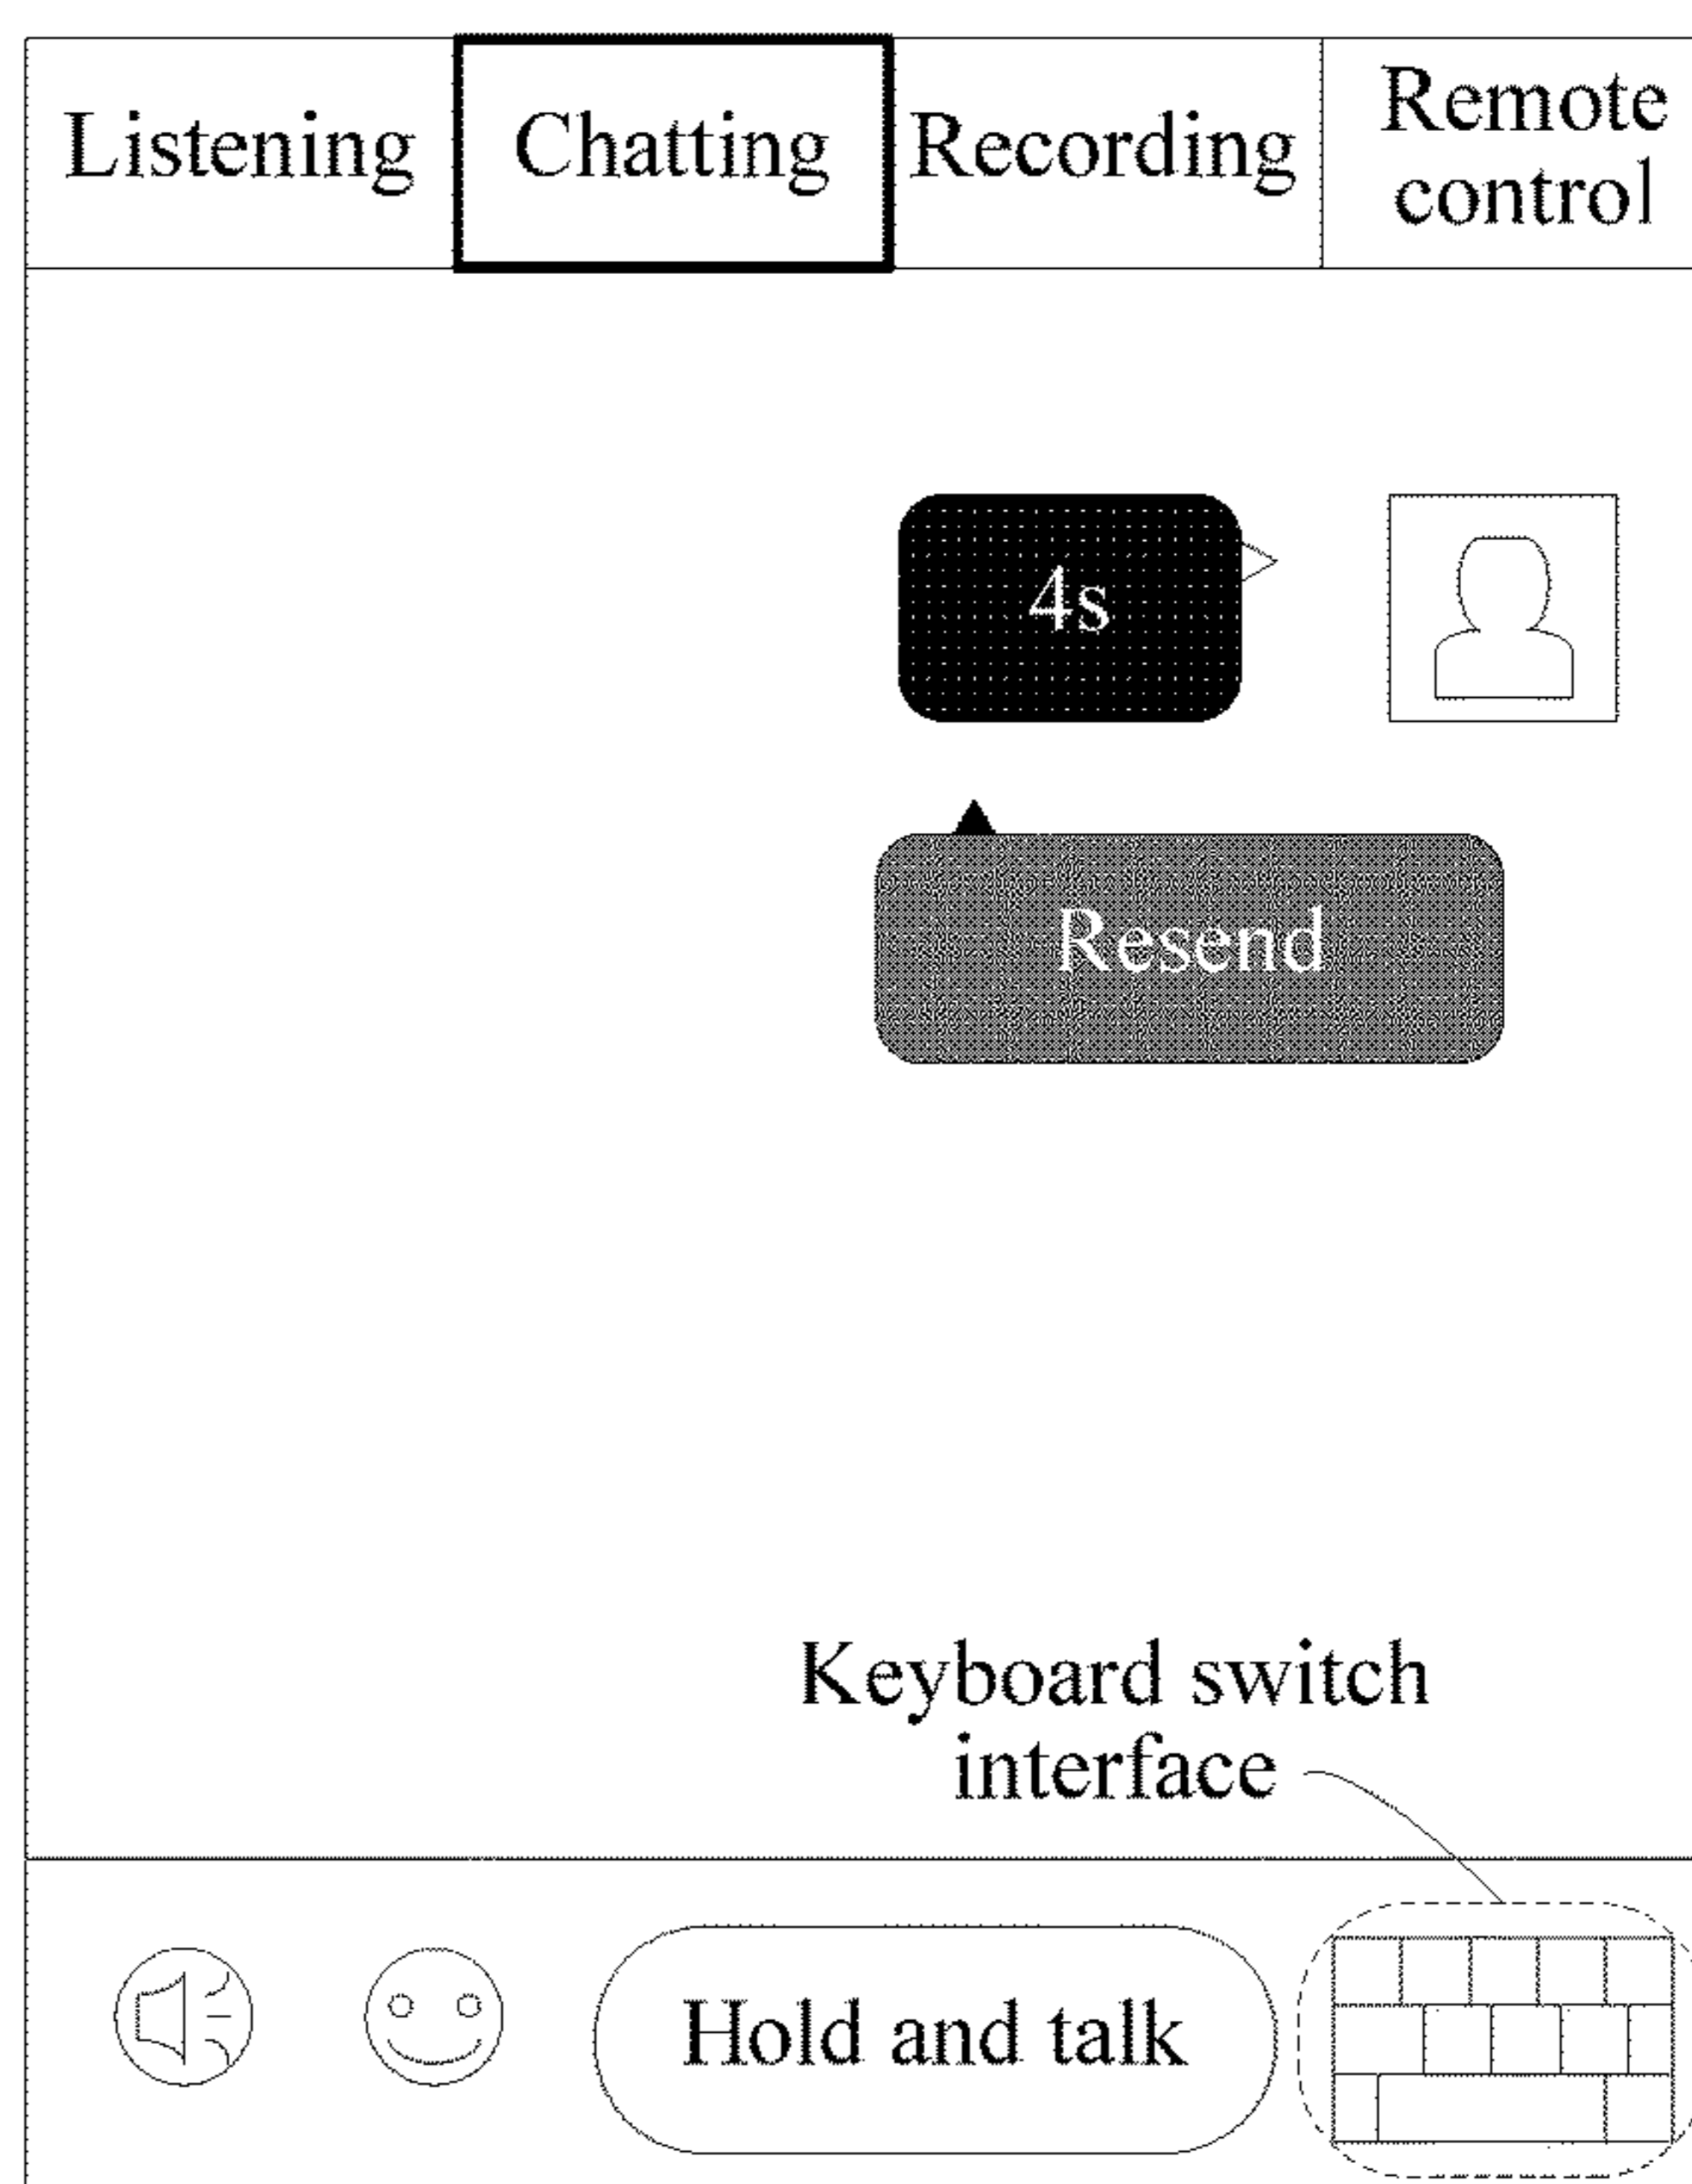 Listening
Chatting
Recording
Remote
control
4s
Resend
Keyboard switch
interface
Hold and talk